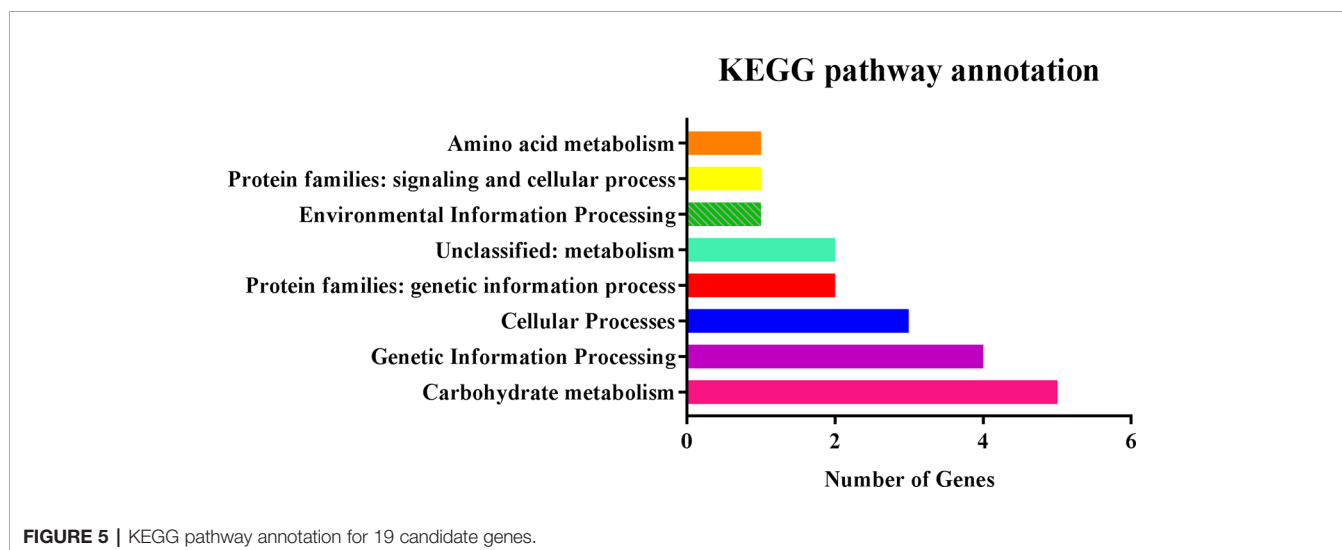 KEGG pathway annotation
Amino acid metabolism
Protein families: signaling and cellular process
Environmental Information Processing
Unclassified: metabolism
Protein families: genetic information process
Cellular Processes
Genetic Information Processing
Carbohydrate metabolism
0 2 4 6
Number of Genes
FIGURE 5 | KEGG pathway annotation for 19 candidate genes.